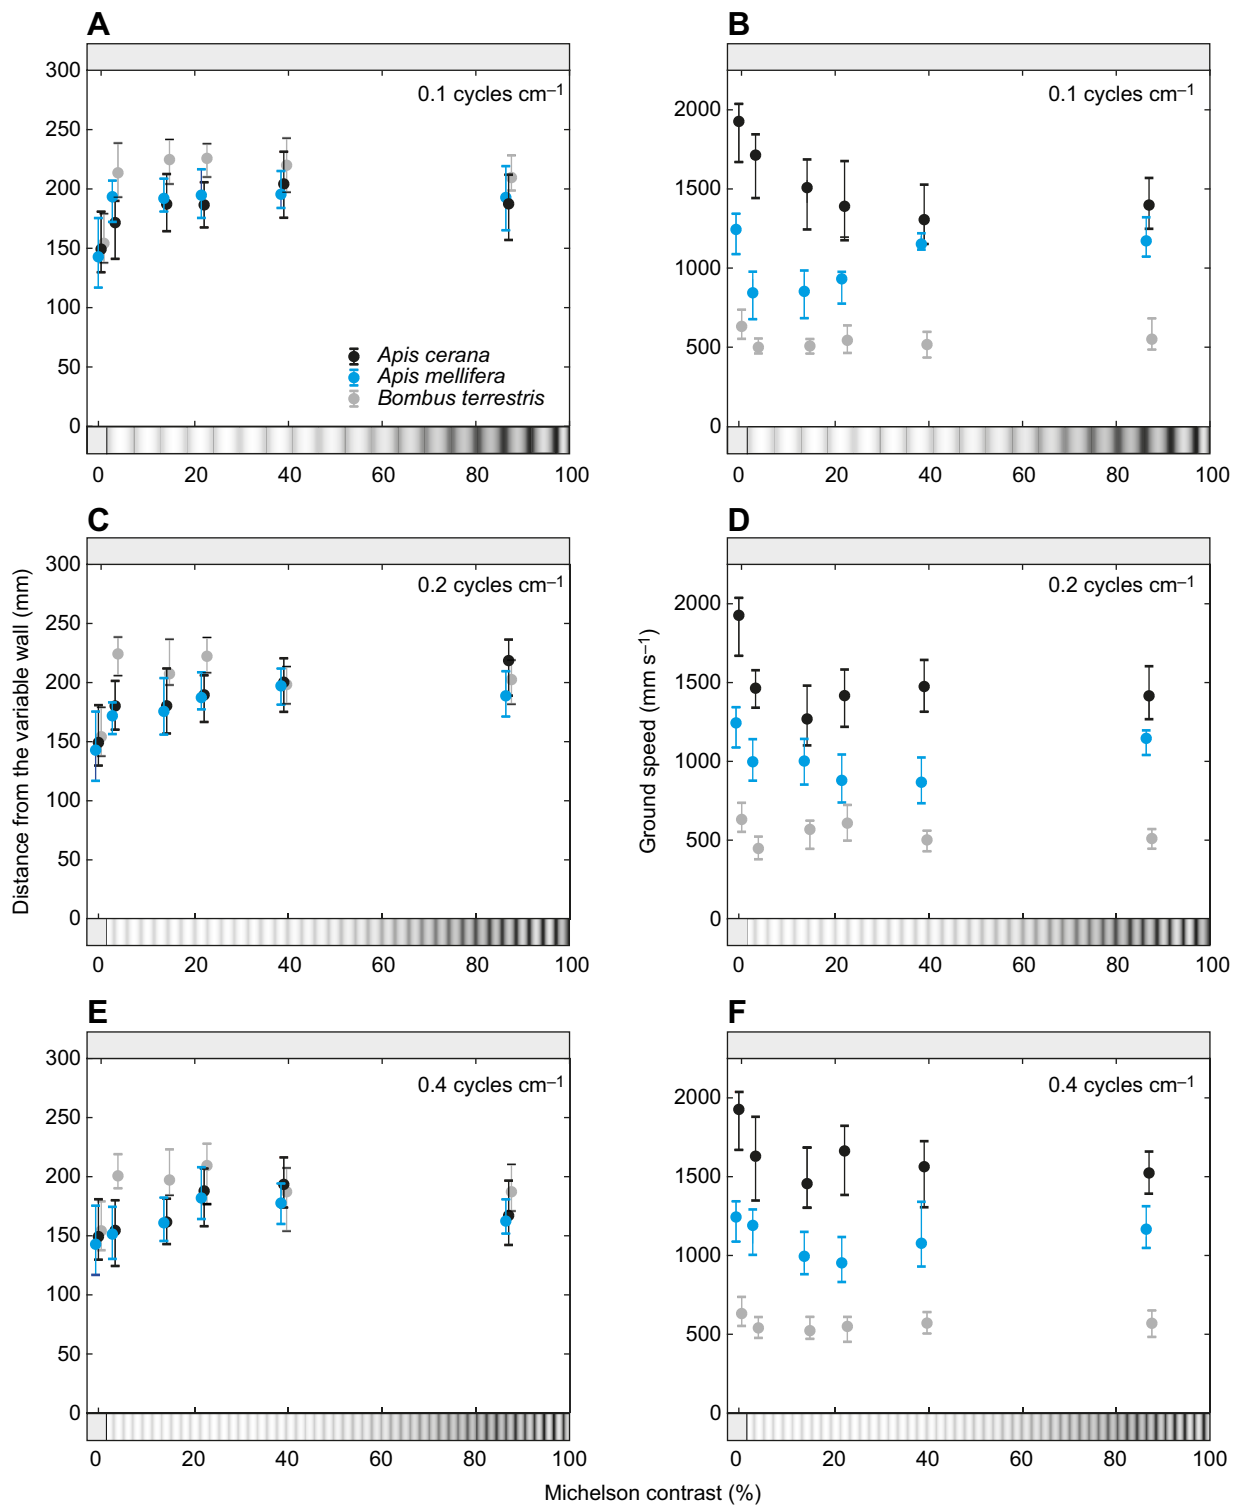 A
B
0.1 cycles cm–1
0.1 cycles cm–1
300
250
200
150
100
50
0
2000
1500
1000
500
0
Apis cerana
Apis mellifera
Bombus terrestris
0 20 40 60 80 100
0 20 40 60 80 100
C
D
0.2 cycles cm–1
0.2 cycles cm–1
300
250
200
150
100
50
0
2000
1500
1000
500
0
Distance from the variable wall (mm)
Ground speed (mm s–1)
0 20 40 60 80 100
0 20 40 60 80 100
E
F
0.4 cycles cm–1
0.4 cycles cm–1
300
250
200
150
100
50
0
2000
1500
1000
500
0
0 20 40 60 80 100
0 20 40 60 80 100
Michelson contrast (%)